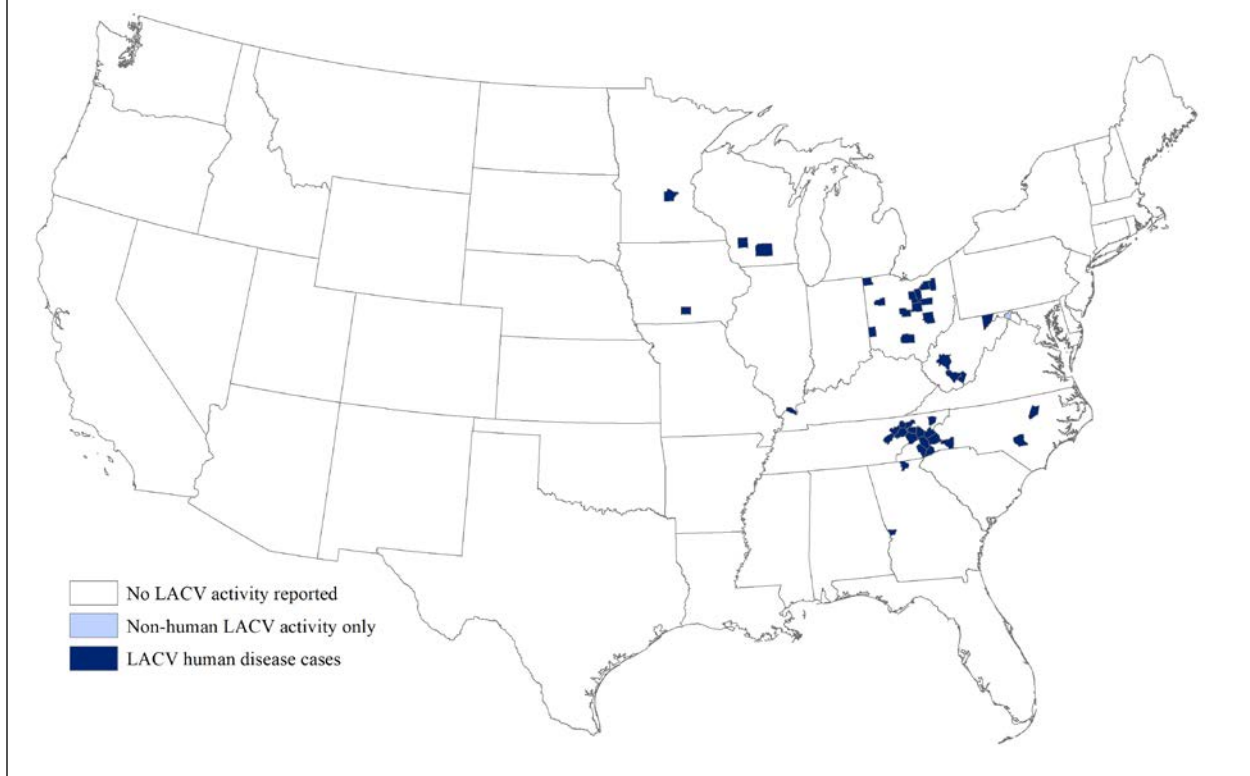 No LACV activity reported
Non-human LACV activity only
LACV human disease cases